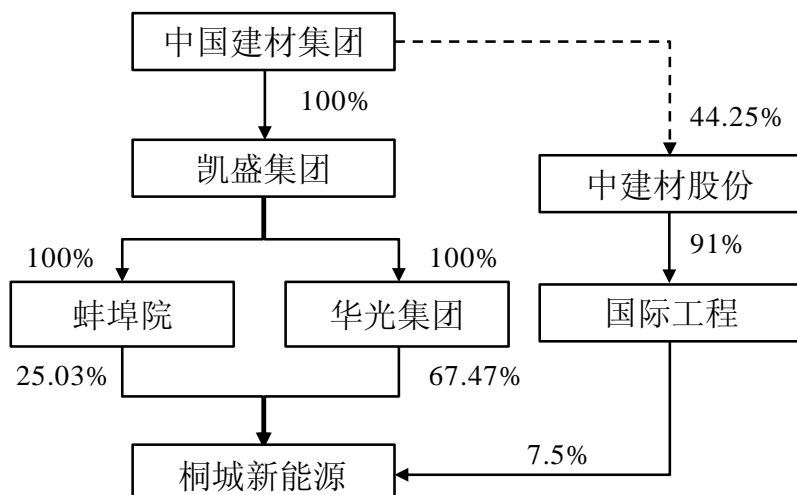 中国建材集团
100%
44.25%
凯盛集团
中建材股份
100%
100%
91%
蚌埠院
华光集团
国际工程
25.03%
67.47%
桐城新能源
7.5%